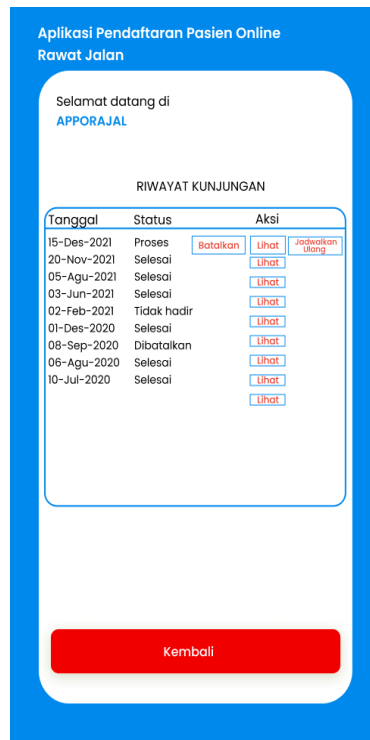 Aplikasi Pendaftaran Pasien Online
Rawat Jalan
Selamat datang di
APPORAJAL
RIWAYAT KUNJUNGAN
Tanggal Status Aksi
15-Des-2021 Proses Batalkan Lihat Jadwalkan Ulang
20-Nov-2021 Selesai Lihat
05-Agu-2021 Selesai Lihat
03-Jun-2021 Selesai Lihat
02-Feb-2021 Tidak hadir Lihat
01-Des-2020 Selesai Lihat
08-Sep-2020 Dibatalkan Lihat
06-Agu-2020 Selesai Lihat
10-Jul-2020 Selesai Lihat
Kembali